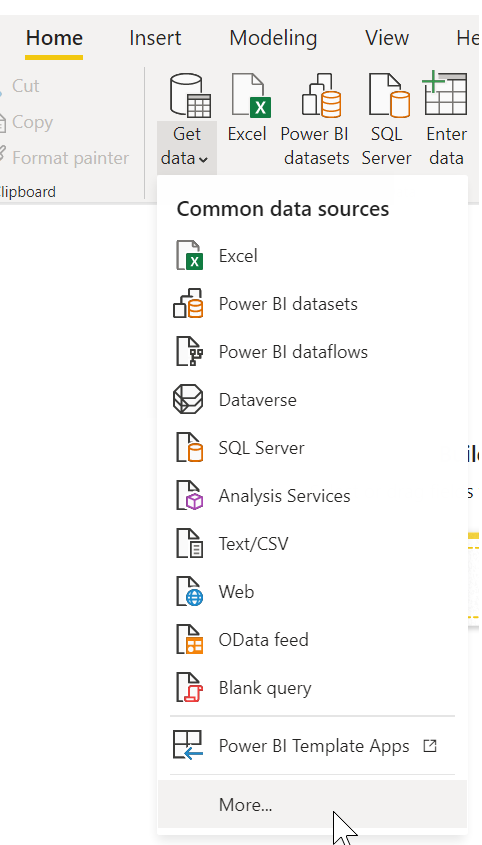 Home Insert Modeling View He
Cut
Copy
Format painter
lipboard
Get data
Excel
Power BI datasets
SQL Server
Enter data
Common data sources
Excel
Power BI datasets
Power BI dataflows
Dataverse
SQL Server
Analysis Services
Text/CSV
Web
OData feed
Blank query
Power BI Template Apps
More...